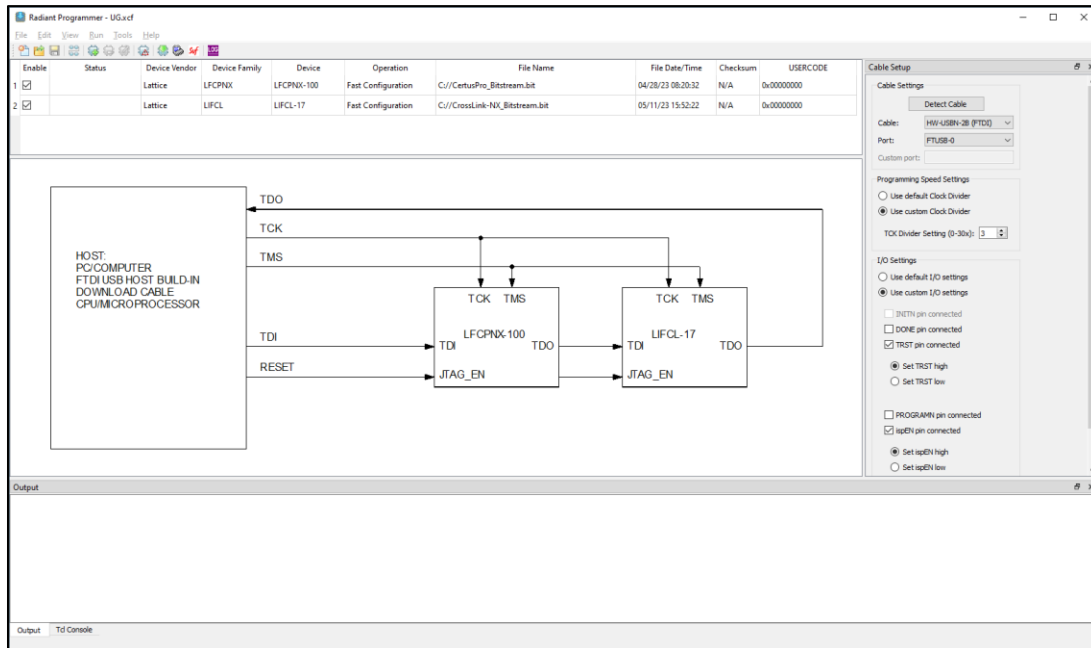 Radiant Programmer - UG.xcf
File Edit View Run Tools Help
Enable Status Device Vendor Device Family Device Operation File Name File Date/Time Checksum USERCODE
1 Lattice LFCPNX LFCPNX-100 Fast Configuration C://CertusPro_Bitstream.bit 04/28/23 08:20:32 N/A 0x00000000
2 Lattice LIFCL LIFCL-17 Fast Configuration C://CrossLink-NX_Bitstream.bit 05/11/23 15:52:22 N/A 0x00000000
TDO
TCK
TMS
HOST:
PC/COMPUTER
FTDI USB HOST BUILD-IN
DOWNLOAD CABLE
CPU/MICROPROCESSOR
TDI
RESET
TCK TMS
LFCPNX-100
TDI TDO
JTAG_EN
TCK TMS
LIFCL-17
TDI TDO
JTAG_EN
Cable Setup
Cable Settings
Detect Cable
Cable: HW-USBN-2B (FTDI)
Port: FTUSB-0
Custom port:
Programming Speed Settings
Use default Clock Divider
Use custom Clock Divider
TCK Divider Setting (0-30x): 3
I/O Settings
Use default I/O settings
Use custom I/O settings
INITN pin connected
DONE pin connected
TRST pin connected
Set TRST high
Set TRST low
PROGRAMN pin connected
ispEN pin connected
Set ispEN high
Set ispEN low
Output
Output Tcl Console